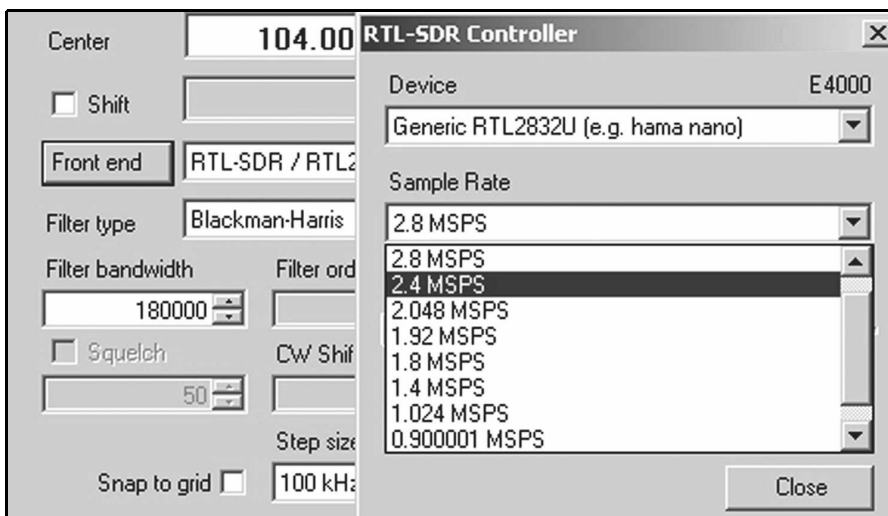 Center
104.00
Shift
Front end
RTL-SDR / RTL2
Filter type
Blackman-Harris
Filter bandwidth
Filter ord
180000
Squelch
CW Shif
50
Step size
Snap to grid
100 kHz
RTL-SDR Controller
Device
E4000
Generic RTL2832U (e.g. hama nano)
Sample Rate
2.8 MSPS
2.8 MSPS
2.4 MSPS
2.048 MSPS
1.92 MSPS
1.8 MSPS
1.4 MSPS
1.024 MSPS
0.900001 MSPS
Close